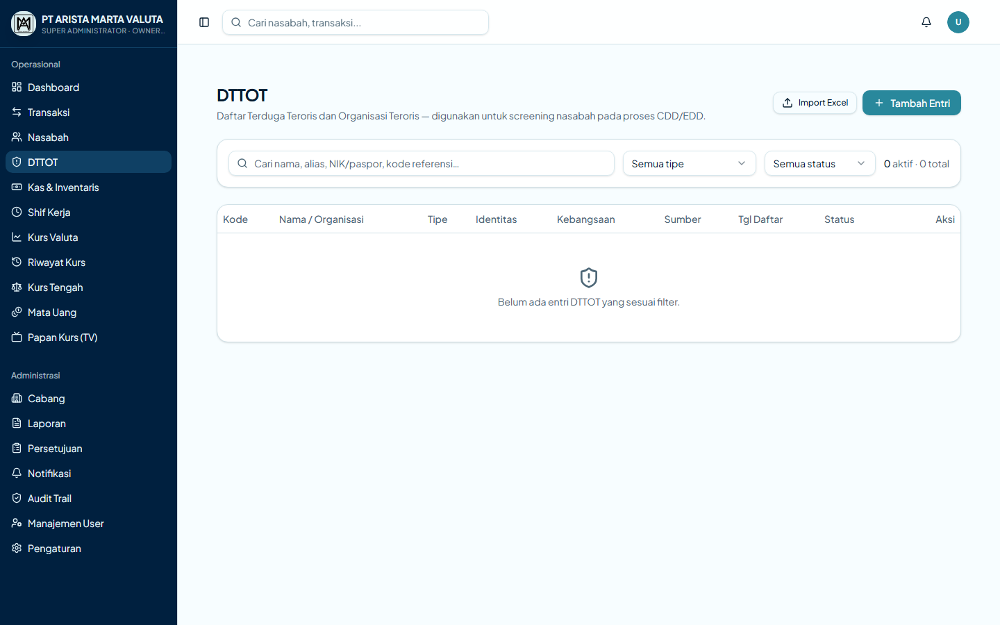 PT ARISTA MARTA VALUTA
SUPER ADMINISTRATOR · OWNER...
Cari nasabah, transaksi...
U
Operasional
Dashboard
Transaksi
Nasabah
DTTOT
Kas & Inventaris
Shif Kerja
Kurs Valuta
Riwayat Kurs
Kurs Tengah
Mata Uang
Papan Kurs (TV)
Administrasi
Cabang
Laporan
Persetujuan
Notifikasi
Audit Trail
Manajemen User
Pengaturan
DTTOT
Daftar Terduga Teroris dan Organisasi Teroris — digunakan untuk screening nasabah pada proses CDD/EDD.
Import Excel
Tambah Entri
Cari nama, alias, NIK/paspor, kode referensi...
Semua tipe
Semua status
0 aktif · 0 total
Kode Nama / Organisasi Tipe Identitas Kebangsaan Sumber Tgl Daftar Status Aksi
Belum ada entri DTTOT yang sesuai filter.